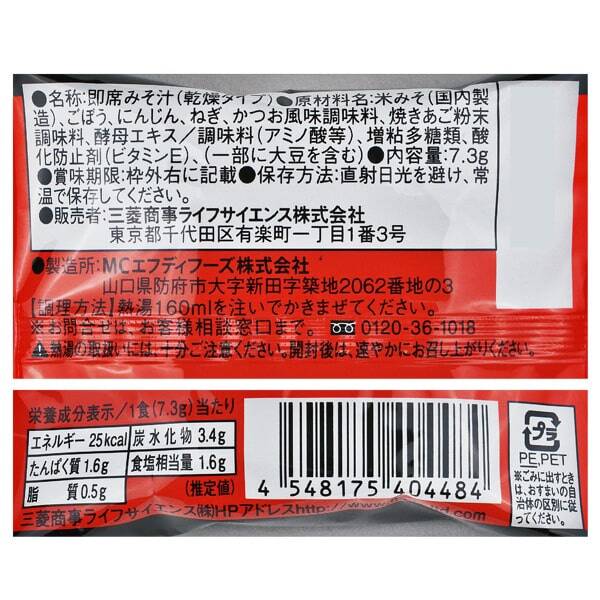 ●名称:即席みそ汁(乾燥タイプ)●原材料名:米みそ(国内製
造)、ごぼう、にんじん、ねぎ、かつお風味調味料、焼きあご粉末
調味料、酵母エキス/調味料(アミノ酸等)、増粘多糖類、酸
化防止剤(ビタミンE)、(一部に大豆を含む)●内容量:7.3g
●賞味期限:枠外右に記載●保存方法:直射日光を避け、常
温で保存してください。
●販売者:三菱商事ライフサイエンス株式会社
東京都千代田区有楽町一丁目1番3号
●製造所:MCエフディフーズ株式会社
山口県防府市大字新田字築地2062番地の3
【調理方法】熱湯160mlを注いでかきまぜてください。
※お問合せは、お客様相談窓口まで。 0120-36-1018
⚠熱湯の取扱いには、十分ご注意ください。開封後は、速やかにお召し上がりください。
栄養成分表示/1食(7.3g)当たり
エネルギー 25kcal 炭水化物 3.4g
たんぱく質 1.6g 食塩相当量 1.6g
脂質 0.5g (推定値)
4 548175 404484
三菱商事ライフサイエンス(株)HPアドレスhttp://www.
プラ
PE,PET
※ごみに出すとき
は、お住まいの自
治体の区別に従
ってください。